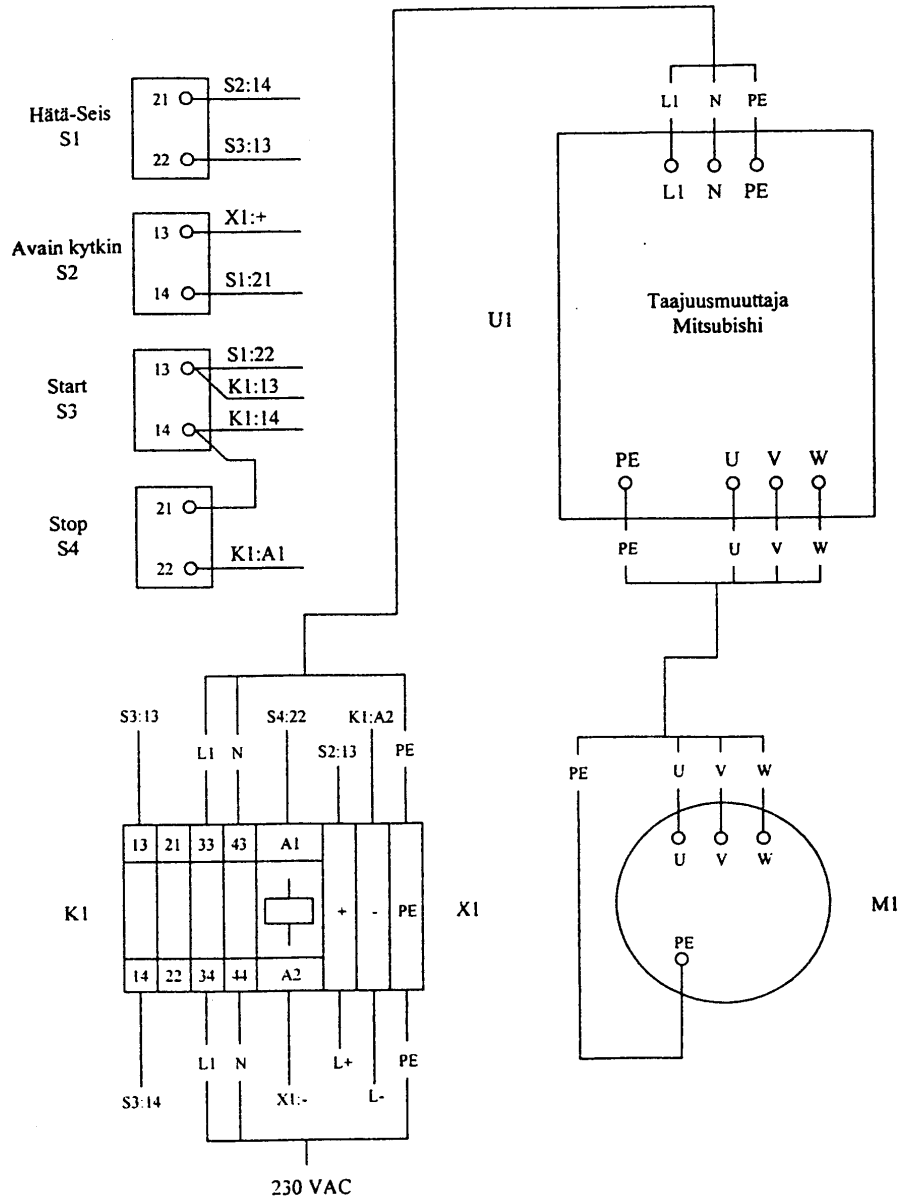 Hätä-Seis
S1
21
S2:14
22
S3:13
Avain kytkin
S2
13
X1:+
14
S1:21
Start
S3
13
S1:22
K1:13
14
K1:14
Stop
S4
21
22
K1:A1
L1 N PE
L1 N PE
U1
Taajuusmuuttaja
Mitsubishi
PE U V W
PE U V W
S3:13
L1 N
S4:22
S2:13
K1:A2
PE
13 21 33 43 A1
K1
+ - PE
X1
14 22 34 44 A2
S3:14
L1 N
X1:-
L+
L-
PE
230 VAC
PE U V W
U V W
PE
M1